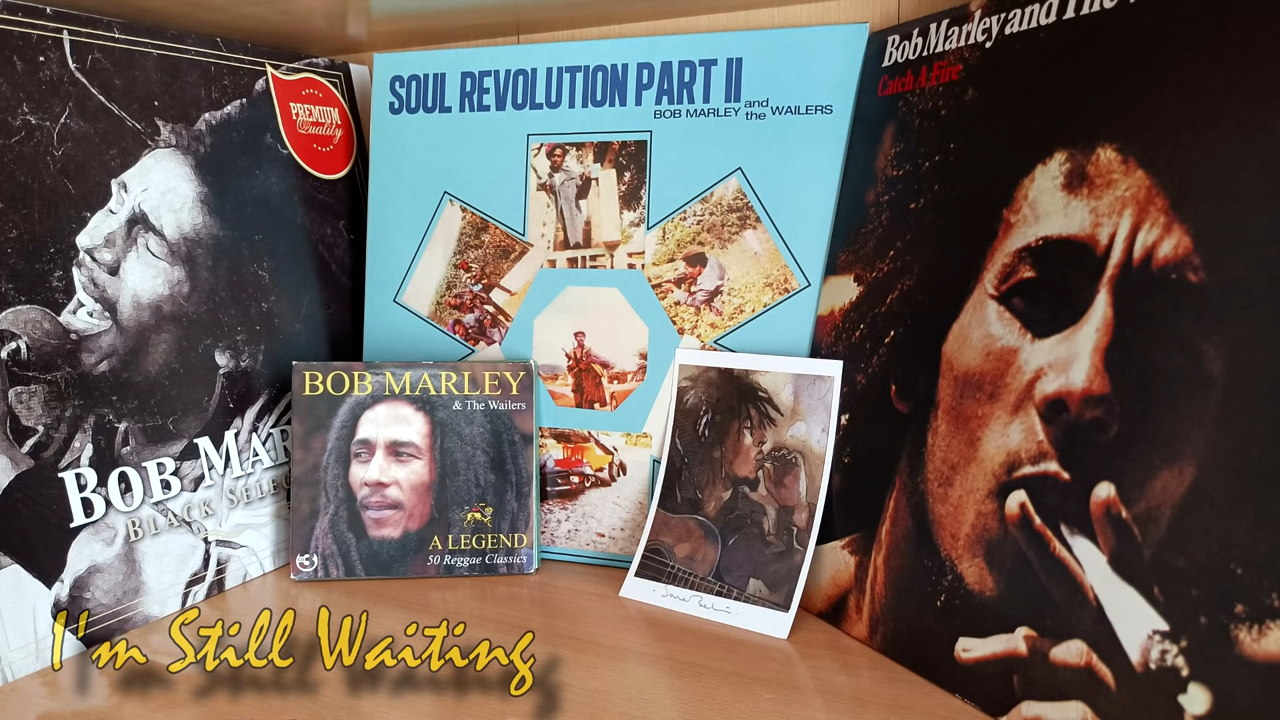 PREMIUM
Quality
BOB MAR
BLACK SELEC
SOUL REVOLUTION PART II
BOB MARLEY and the WAILERS
Bob Marley and The
Catch A Fire
BOB MARLEY
& The Wailers
A LEGEND
50 Reggae Classics
3
I'm Still Waiting